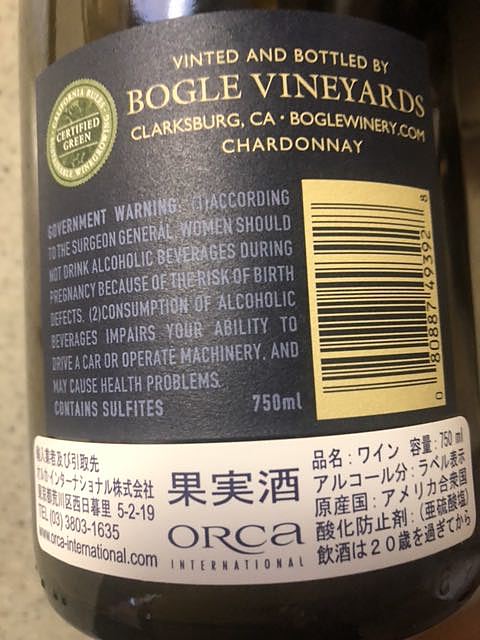 VINTED AND BOTTLED BY
BOGLE VINEYARDS
CLARKSBURG, CA · BOGLEWINERY.COM
CHARDONNAY
CALIFORNIA RULES
CERTIFIED
GREEN
SUSTAINABLE WINEGROWING
GOVERNMENT WARNING: (1)ACCORDING
TO THE SURGEON GENERAL, WOMEN SHOULD
NOT DRINK ALCOHOLIC BEVERAGES DURING
PREGNANCY BECAUSE OF THE RISK OF BIRTH
DEFECTS. (2)CONSUMPTION OF ALCOHOLIC
BEVERAGES IMPAIRS YOUR ABILITY TO
DRIVE A CAR OR OPERATE MACHINERY, AND
MAY CAUSE HEALTH PROBLEMS.
CONTAINS SULFITES 750ml
0 80887 49392 8
輸入業者及び引取先
オルカ・インターナショナル株式会社
東京都荒川区西日暮里 5-2-19
TEL (03) 3803-1635
www.orca-international.com
果実酒
ORCA
INTERNATIONAL
品名:ワイン 容量:750 ml
アルコール分:ラベル表示
原産国:アメリカ合衆国
酸化防止剤:(亜硫酸塩)
飲酒は20歳を過ぎてから